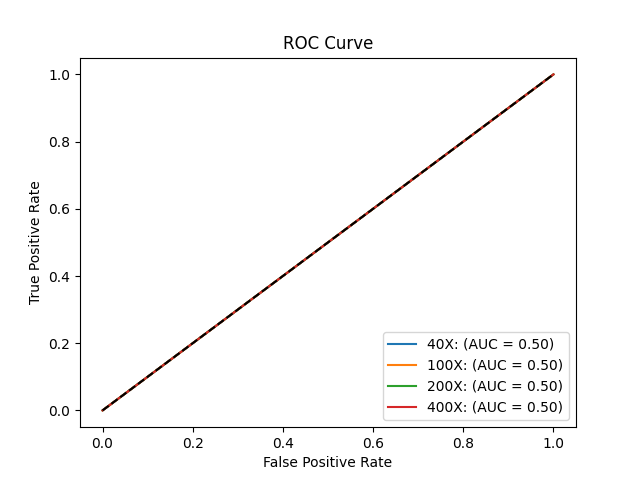 ROC Curve
True Positive Rate
1.0
0.8
0.6
0.4
0.2
0.0
40X: (AUC = 0.50)
100X: (AUC = 0.50)
200X: (AUC = 0.50)
400X: (AUC = 0.50)
0.0 0.2 0.4 0.6 0.8 1.0
False Positive Rate